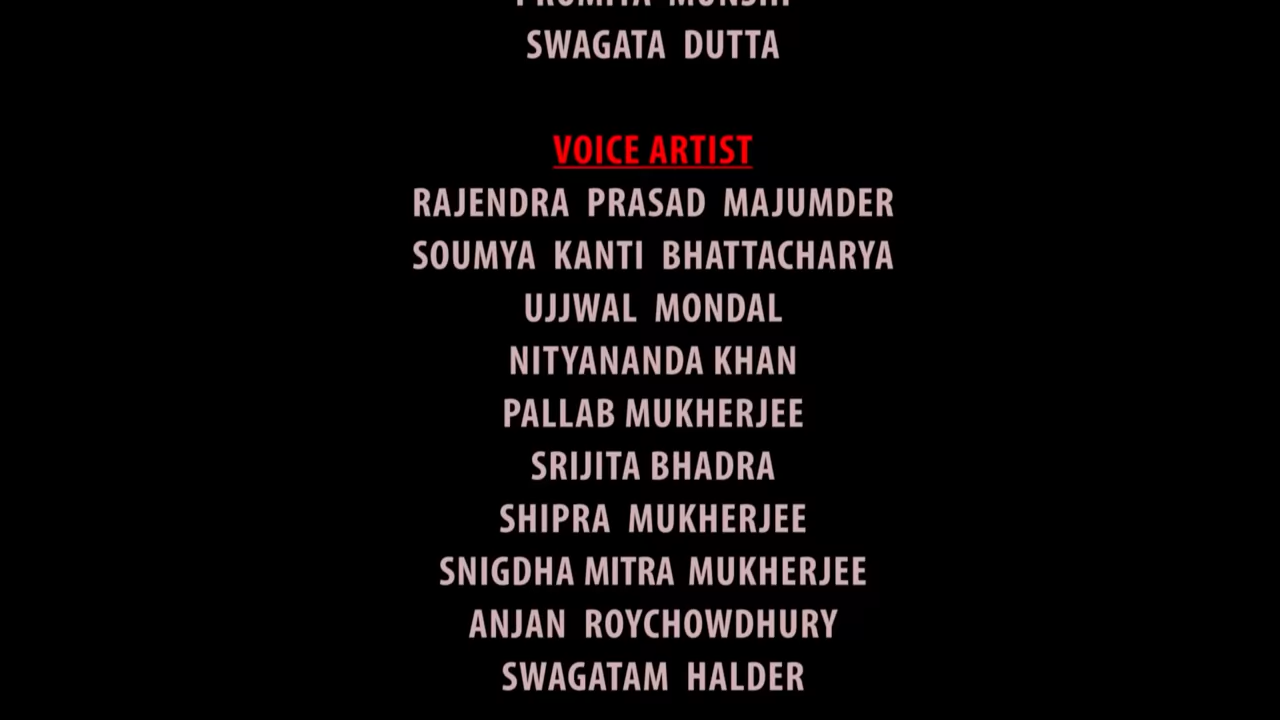 SWAGATA DUTTA
VOICE ARTIST
RAJENDRA PRASAD MAJUMDER
SOUMYA KANTI BHATTACHARYA
UJJWAL MONDAL
NITYANANDA KHAN
PALLAB MUKHERJEE
SRIJITA BHADRA
SHIPRA MUKHERJEE
SNIGDHA MITRA MUKHERJEE
ANJAN ROYCHOWDHURY
SWAGATAM HALDER